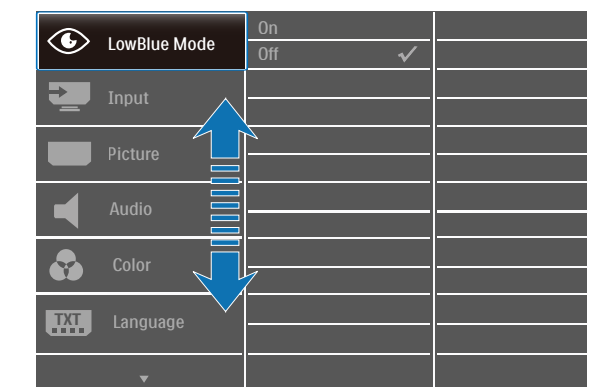 LowBlue Mode
On
Off
Input
Picture
Audio
Color
TXT
Language